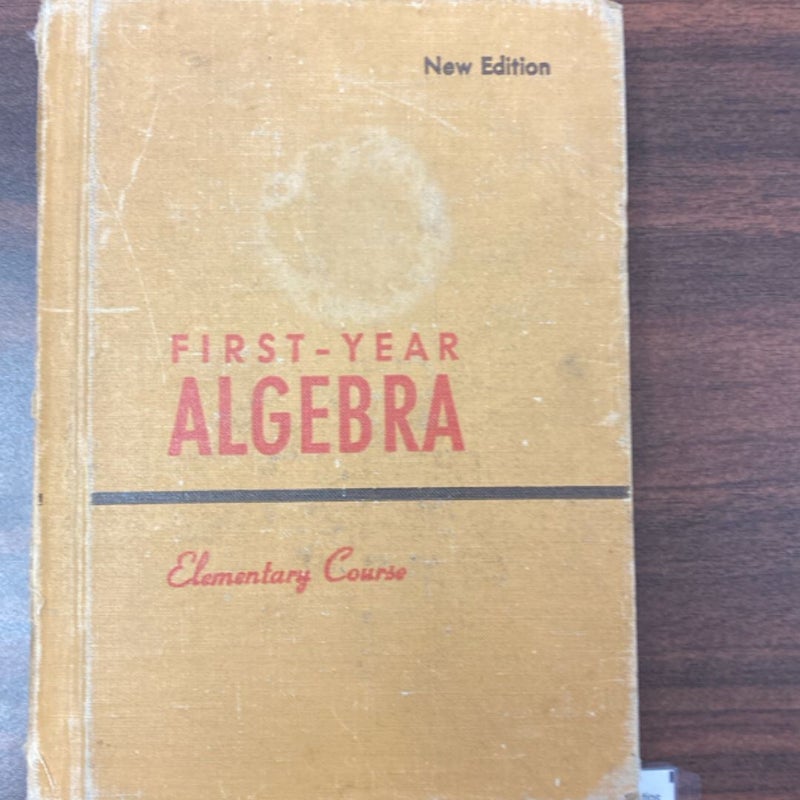 New Edition
FIRST-YEAR
ALGEBRA
Elementary Course